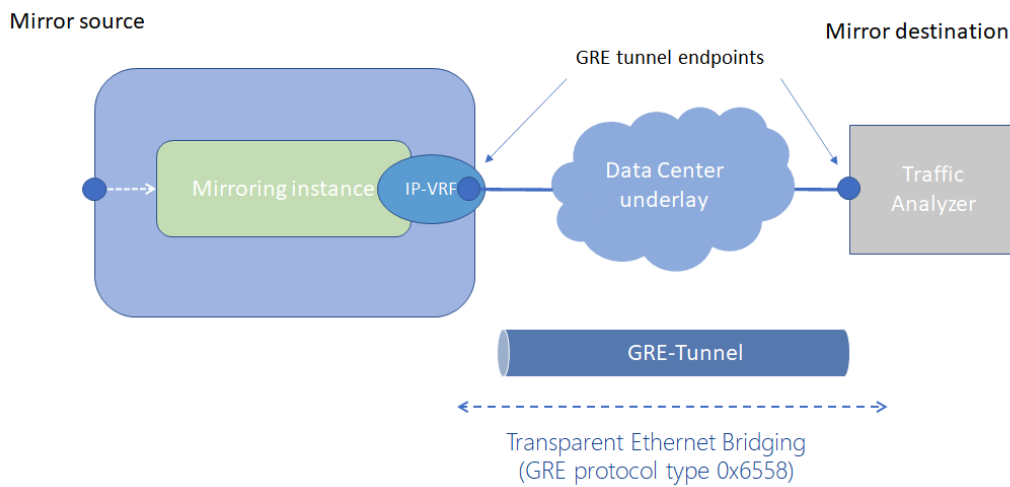 Mirror source
Mirror destination
GRE tunnel endpoints
Mirroring instance
IP-VRF
Data Center
underlay
Traffic
Analyzer
GRE-Tunnel
Transparent Ethernet Bridging
(GRE protocol type 0x6558)